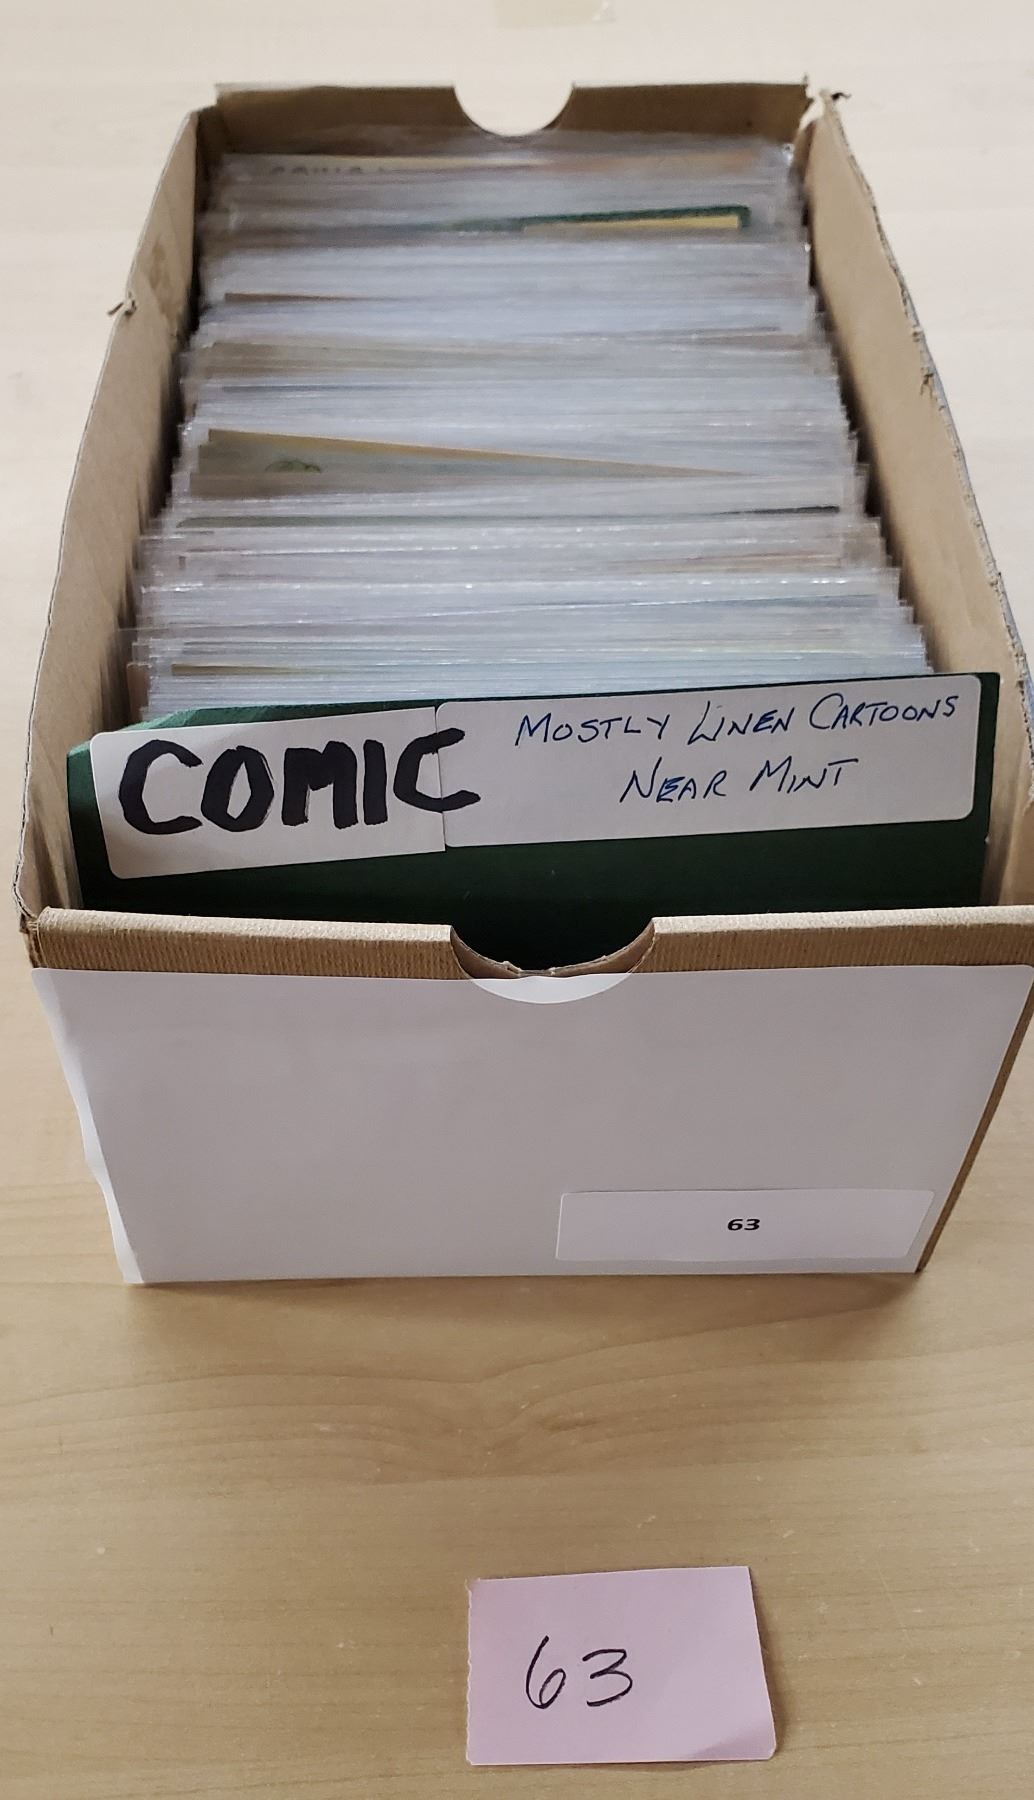 COMIC
MOSTLY LINEN CARTOONS
NEAR MINT
63
63